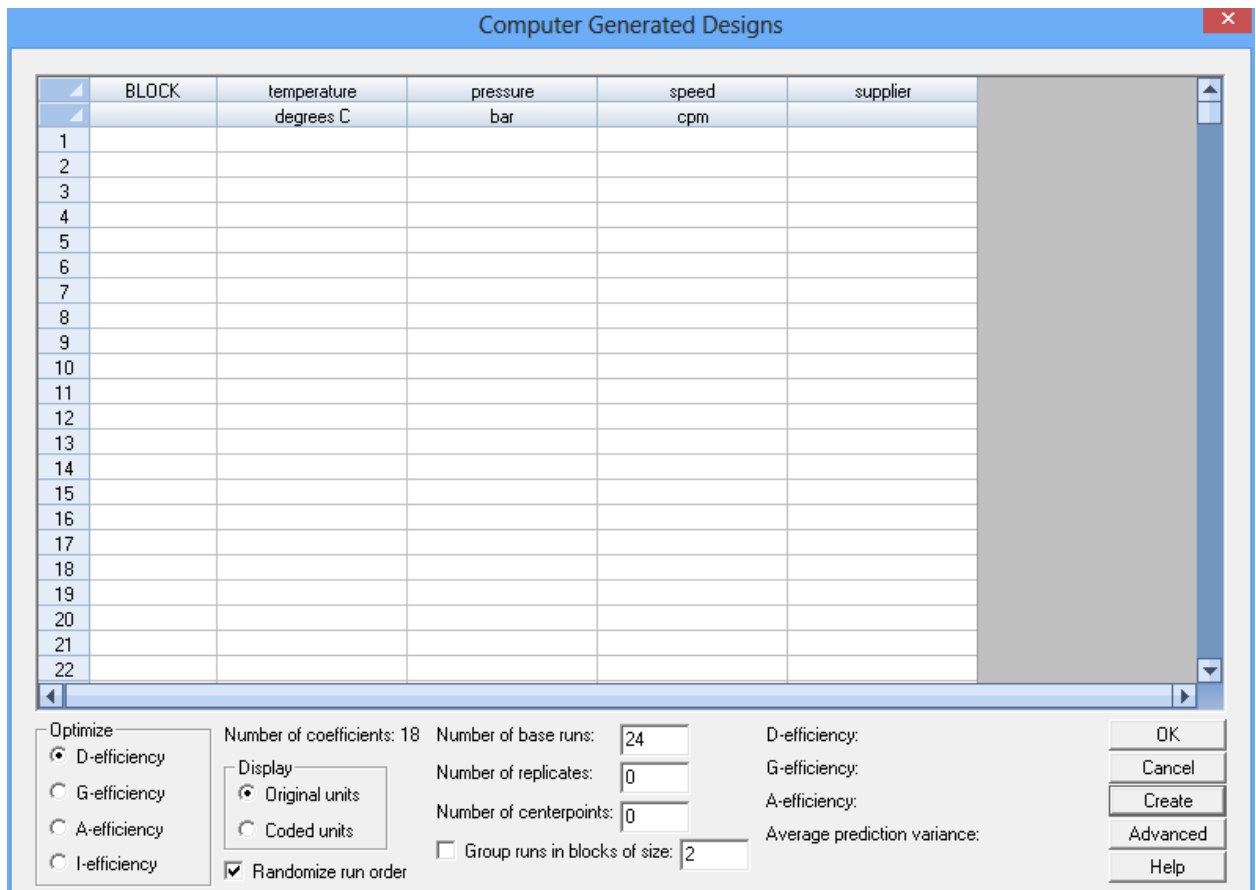 Computer Generated Designs
BLOCK temperature pressure speed supplier
degrees C bar cpm
1
2
3
4
5
6
7
8
9
10
11
12
13
14
15
16
17
18
19
20
21
22
Optimize
D-efficiency
G-efficiency
A-efficiency
I-efficiency
Number of coefficients: 18
Display
Original units
Coded units
Randomize run order
Number of base runs: 24
Number of replicates: 0
Number of centerpoints: 0
Group runs in blocks of size: 2
D-efficiency:
G-efficiency:
A-efficiency:
Average prediction variance:
OK
Cancel
Create
Advanced
Help